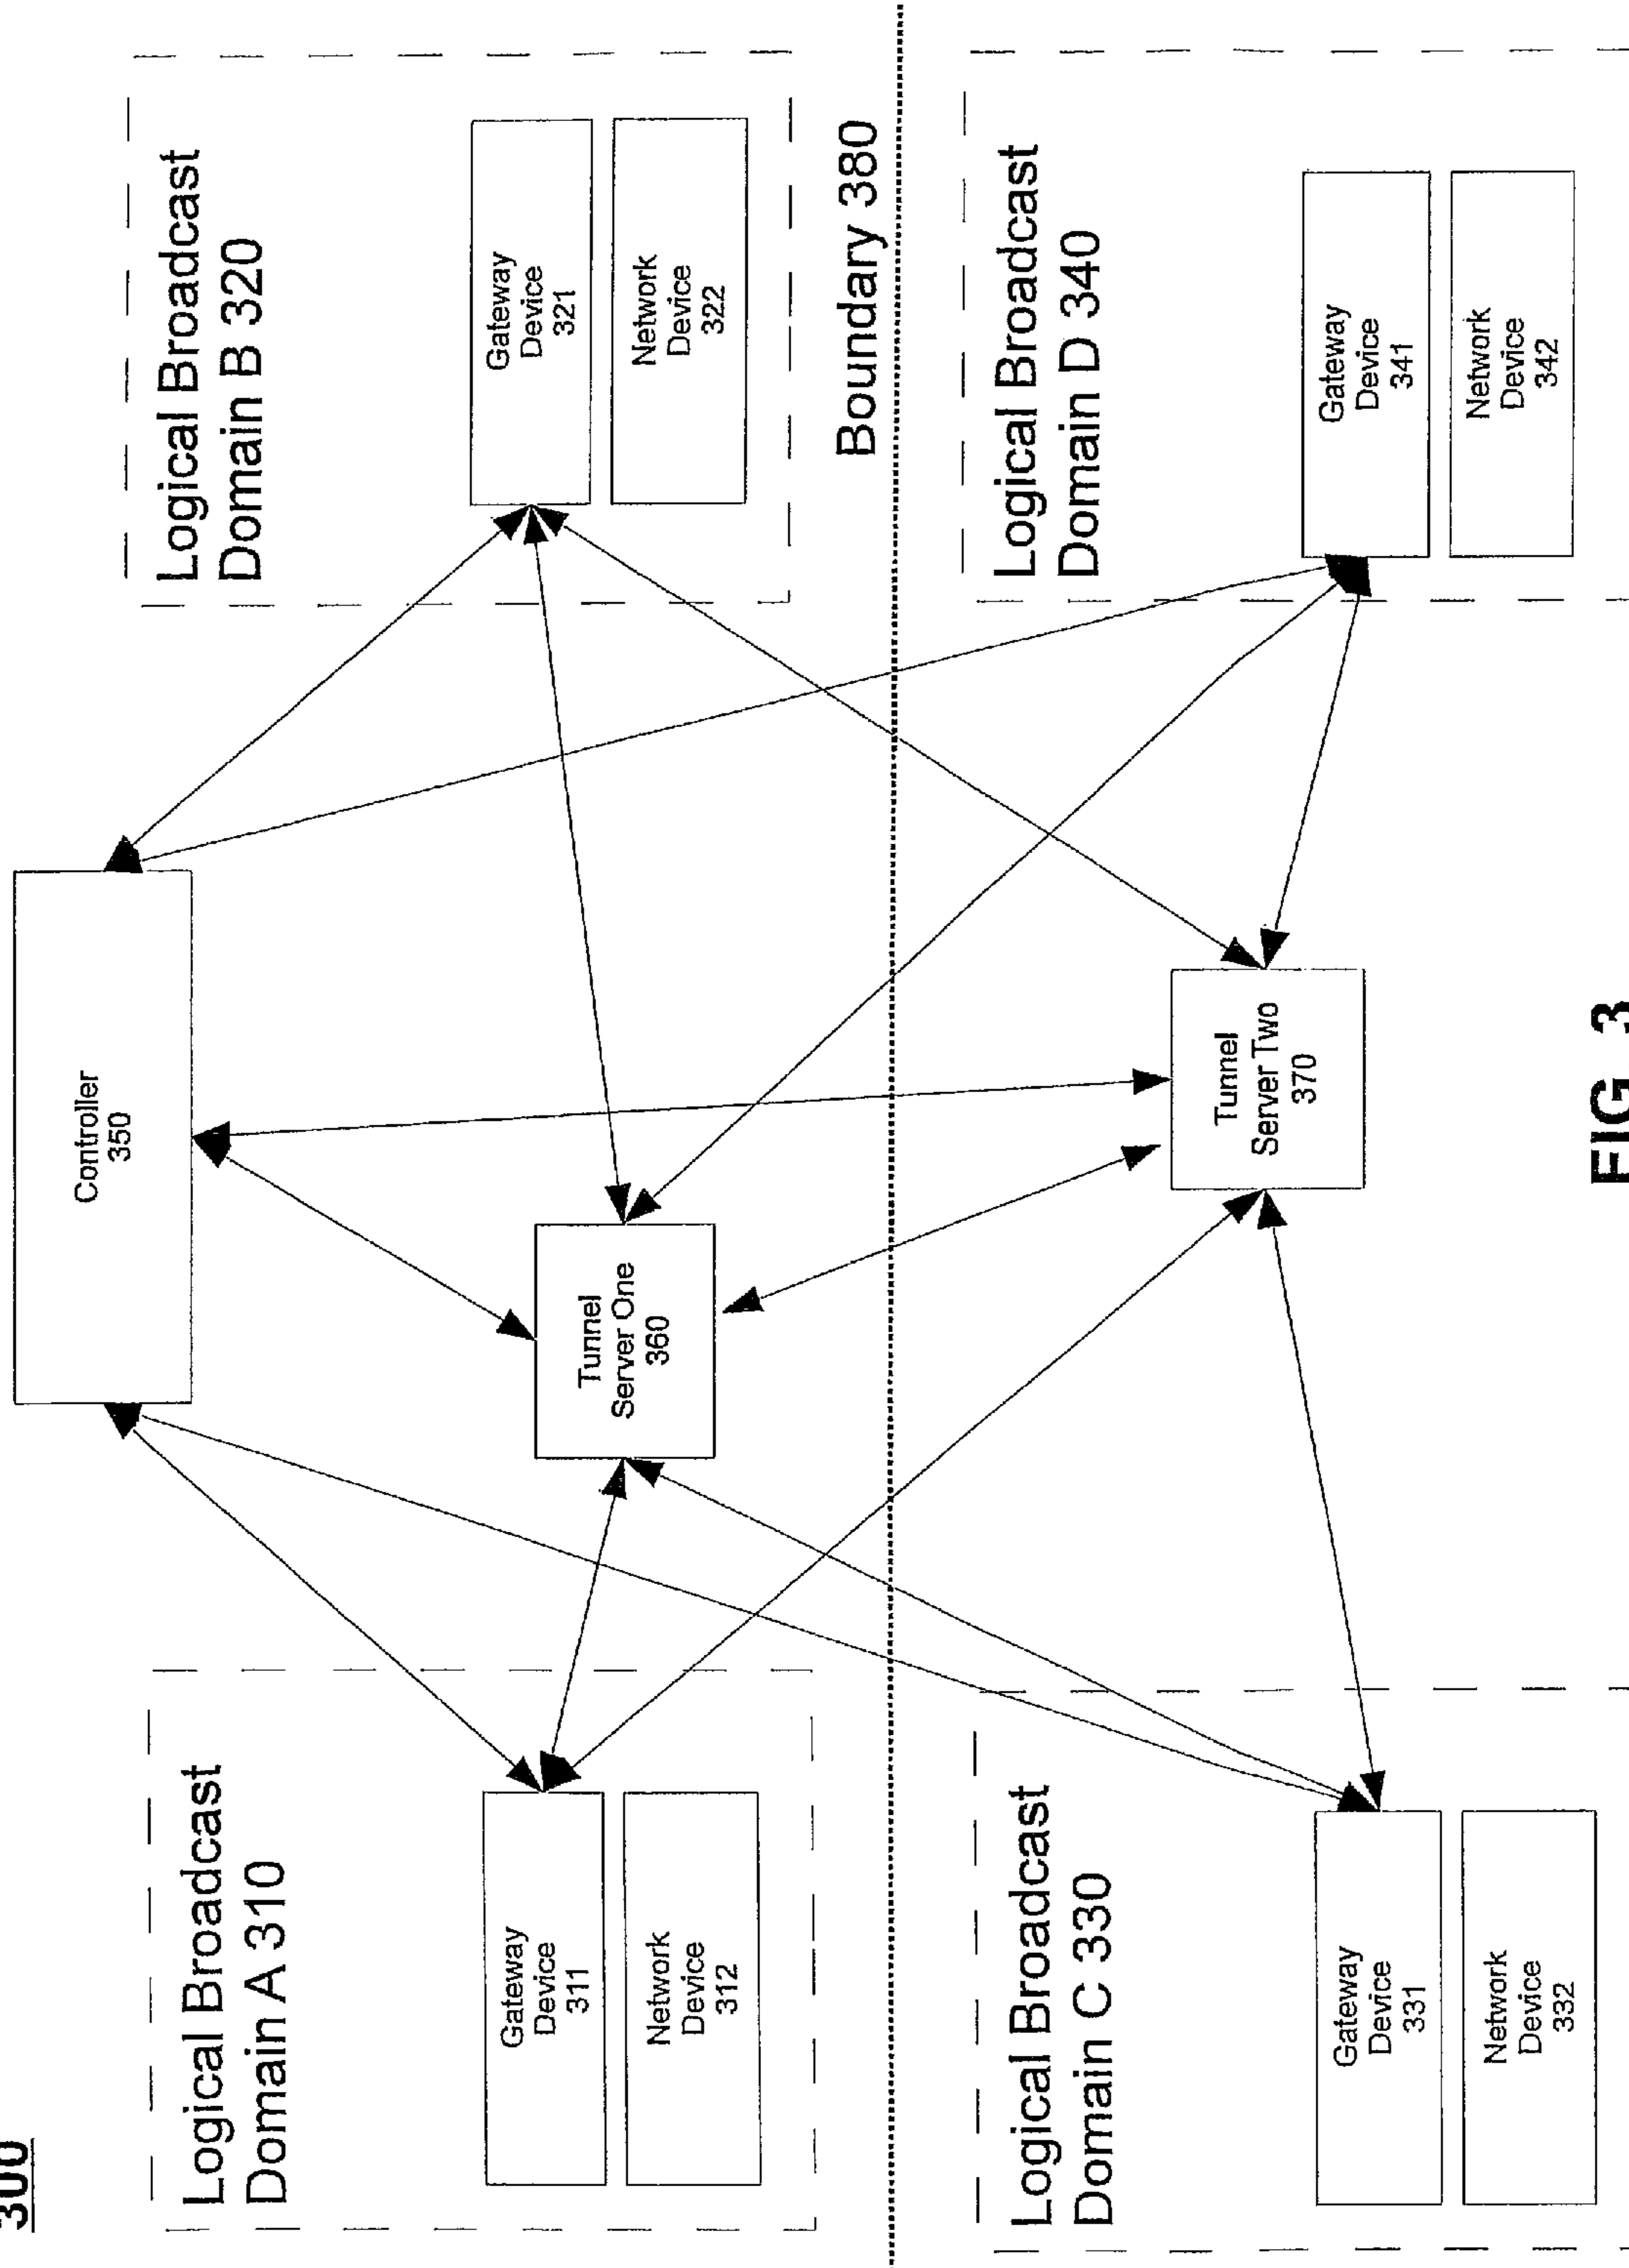 300
Controller
350
Logical Broadcast
Domain A 310
Gateway
Device
311
Network
Device
312
Tunnel
Server One
360
Logical Broadcast
Domain B 320
Gateway
Device
321
Network
Device
322
Boundary 380
Logical Broadcast
Domain C 330
Gateway
Device
331
Network
Device
332
Tunnel
Server Two
370
Logical Broadcast
Domain D 340
Gateway
Device
341
Network
Device
342
FIG. 3